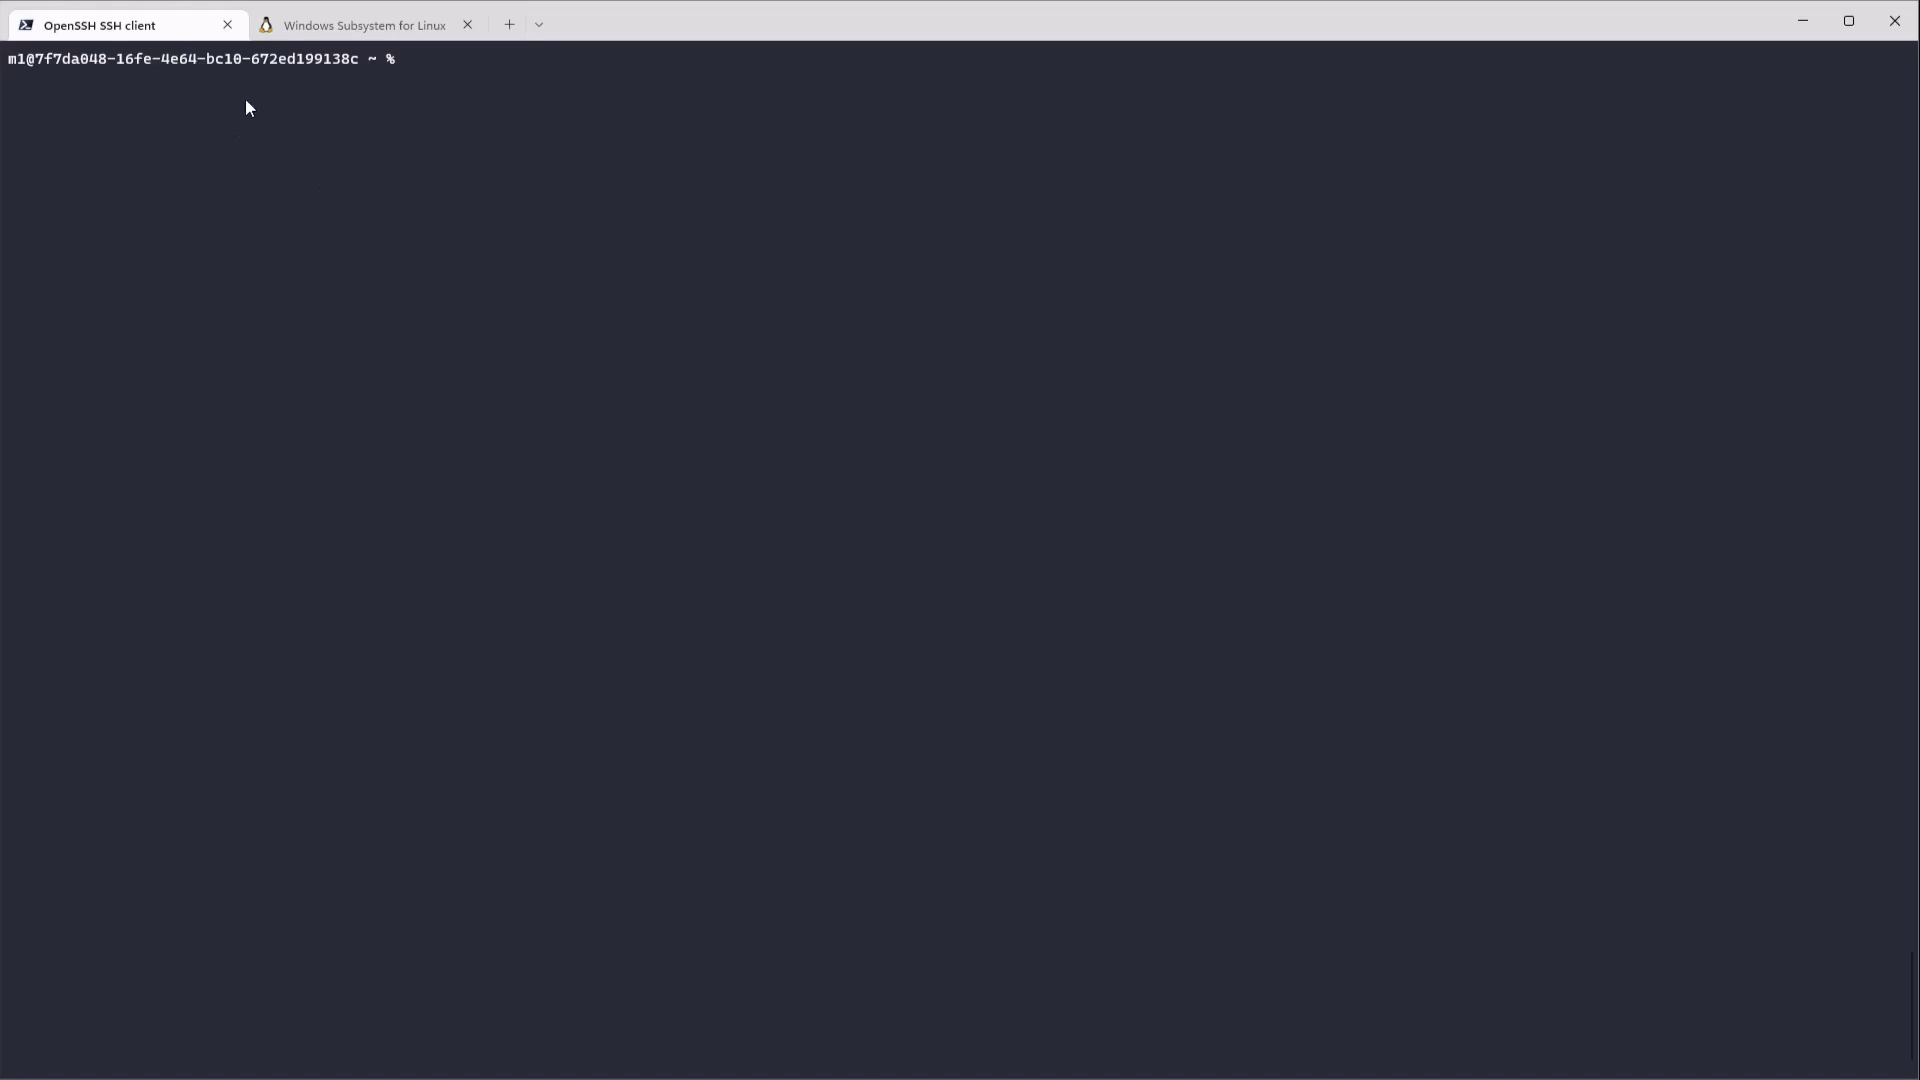 OpenSSH SSH client
Windows Subsystem for Linux
m1@7f7da048-16fe-4e64-bc10-672ed199138c ~ %